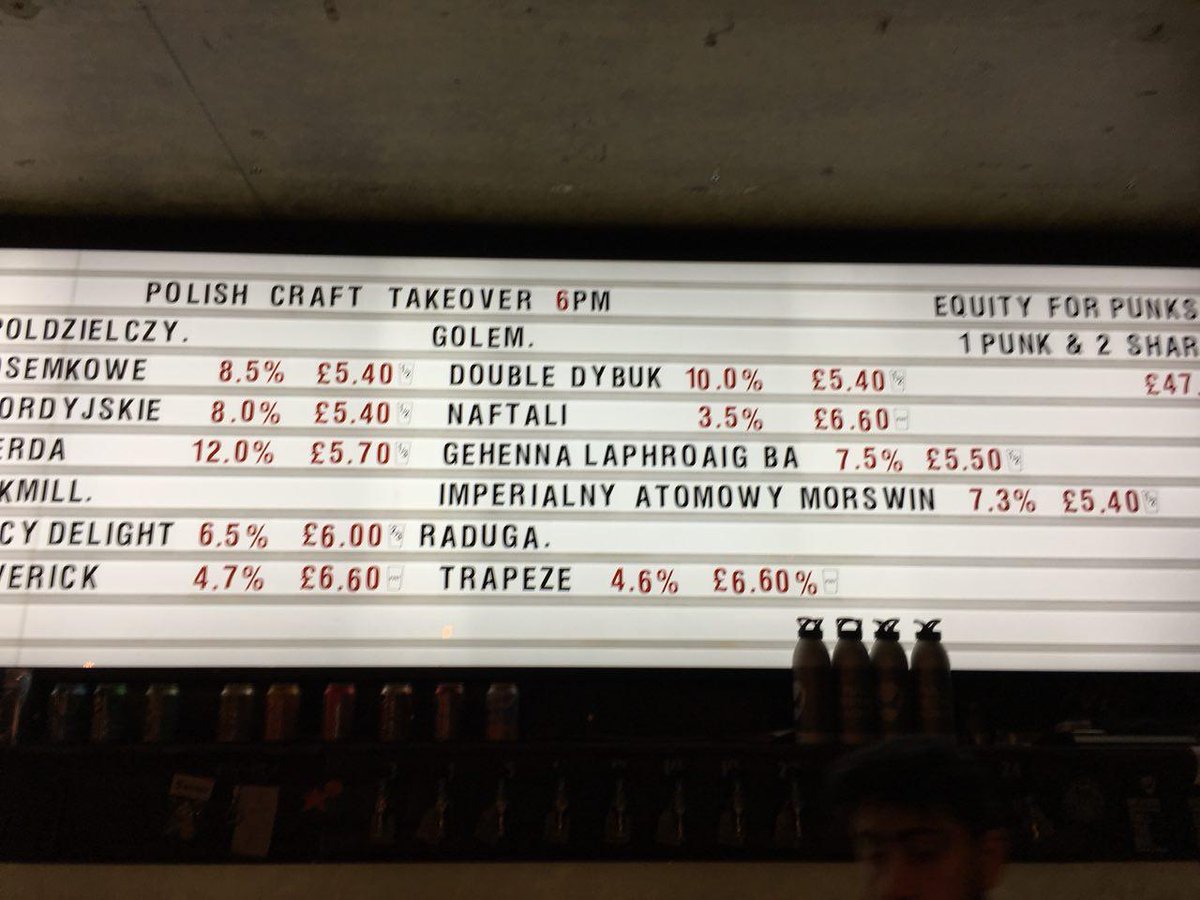 POLISH CRAFT TAKEOVER 6PM
POLDZIELCZY.
SEMKOWE 8.5% £5.40
ORDYJSKIE 8.0% £5.40
ERDA 12.0% £5.70
KMILL.
CY DELIGHT 6.5% £6.00
ERICK 4.7% £6.60
GOLEM.
DOUBLE DYBUK 10.0% £5.40
NAFTALI 3.5% £6.60
GEHENNA LAPHROAIG BA 7.5% £5.50
IMPERIALNY ATOMOWY MORSWIN 7.3% £5.40
RADUGA.
TRAPEZE 4.6% £6.60%
EQUITY FOR PUNKS
1 PUNK & 2 SHAR
£47.